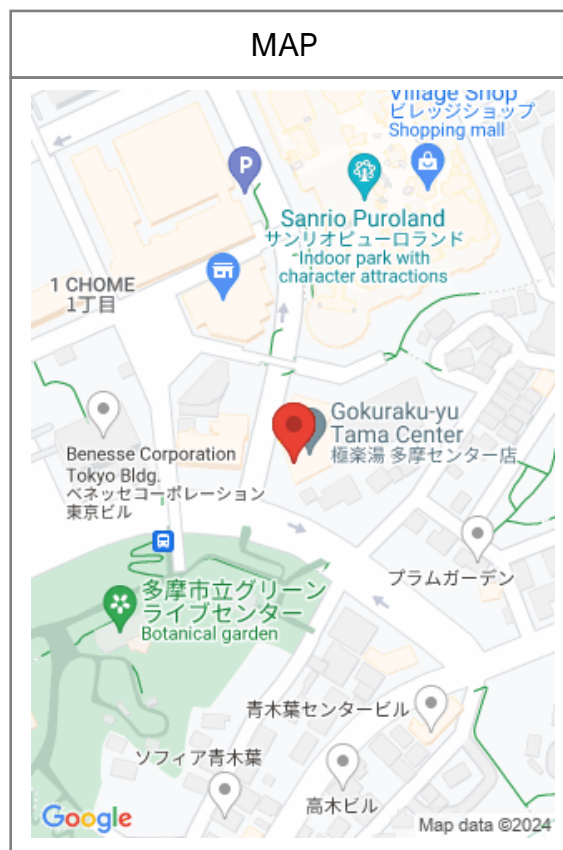 MAP
Village Shop
ビレッジショップ
Shopping mall
P
Sanrio Puroland
サンリオピューロランド
Indoor park with
character attractions
1 CHOME
1丁目
Gokuraku-yu
Tama Center
極楽湯 多摩センター店
Benesse Corporation
Tokyo Bldg.
ベネッセコーポレーション
東京ビル
プラムガーデン
多摩市立グリーン
ライブセンター
Botanical garden
青木葉センタービル
ソフィア青木葉
高木ビル
Google
Map data ©2024